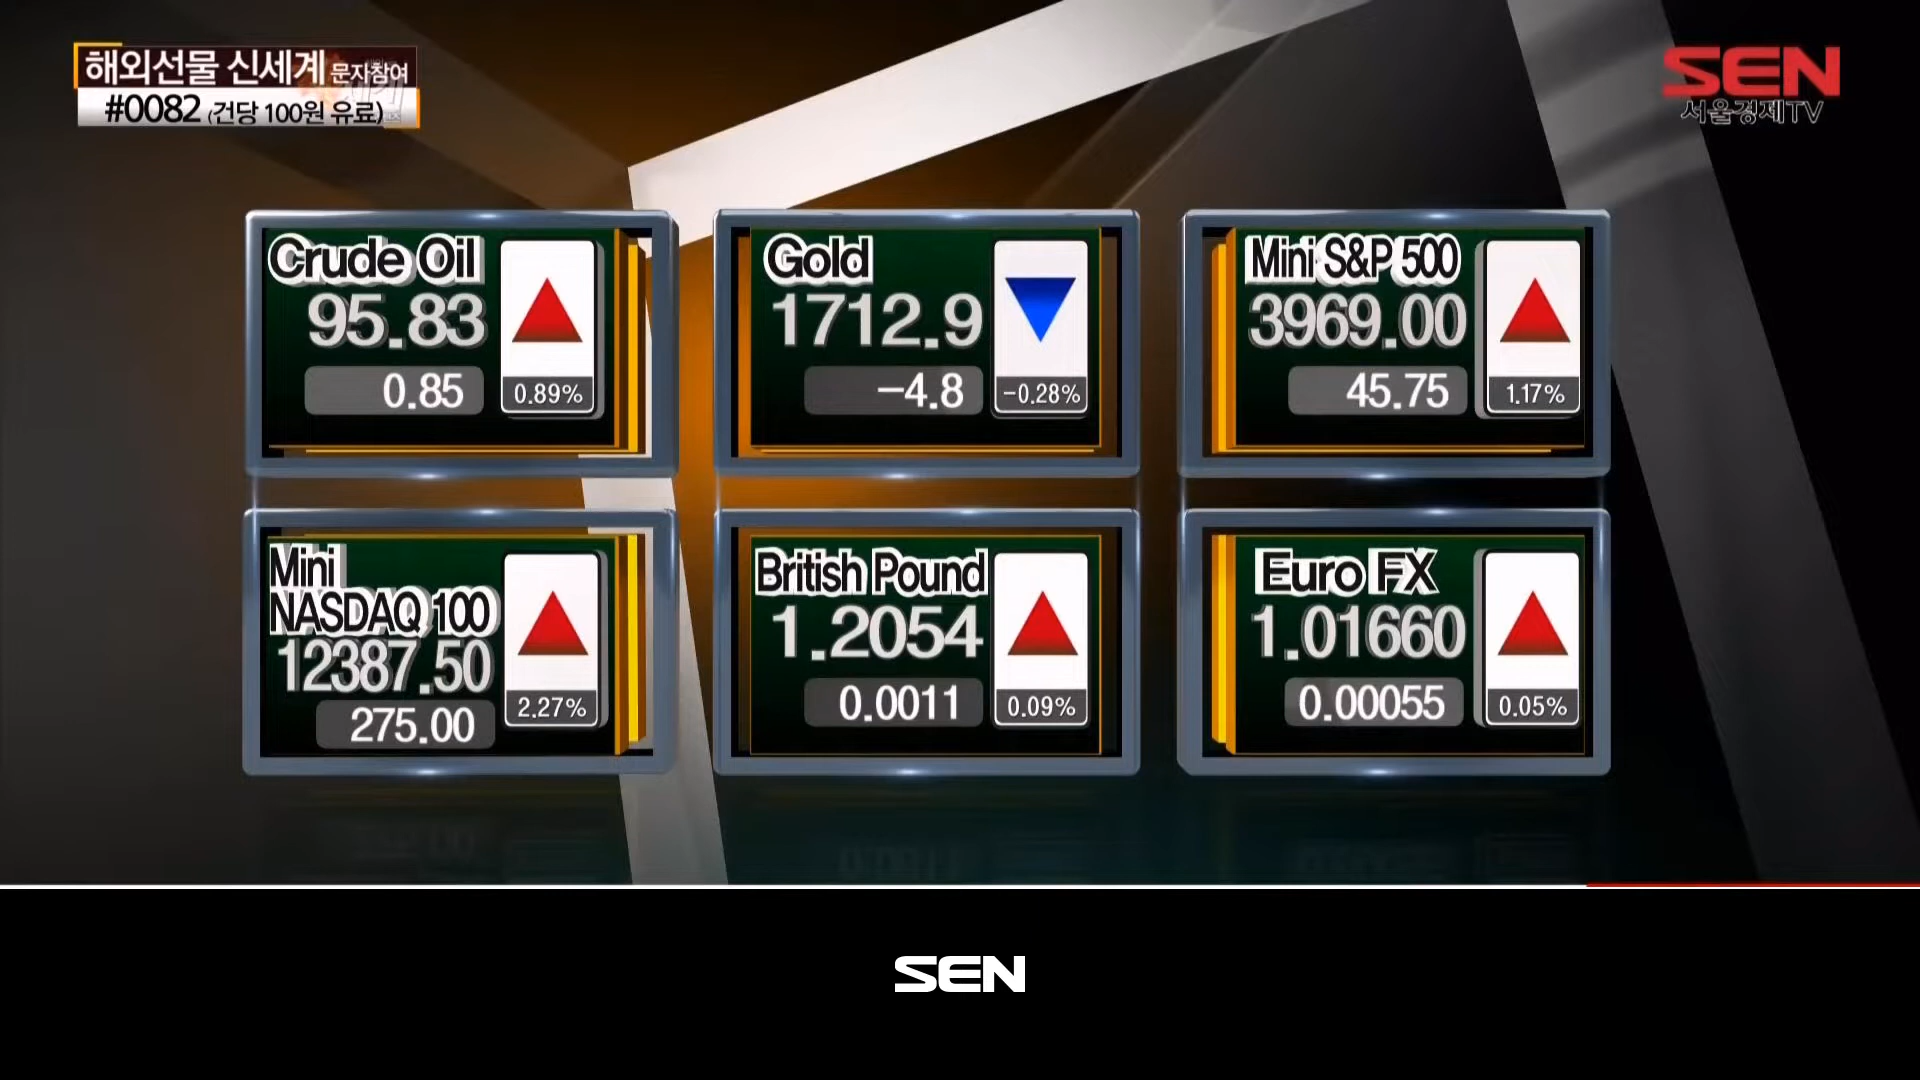 해외선물 신세계 문자참여
#0082 (건당 100원 유료)
SEN
서울경제TV
Crude Oil
95.83
0.85
0.89%
Gold
1712.9
-4.8
-0.28%
Mini S&P 500
3969.00
45.75
1.17%
Mini
NASDAQ 100
12387.50
275.00
2.27%
British Pound
1.2054
0.0011
0.09%
Euro FX
1.01660
0.00055
0.05%
SEN